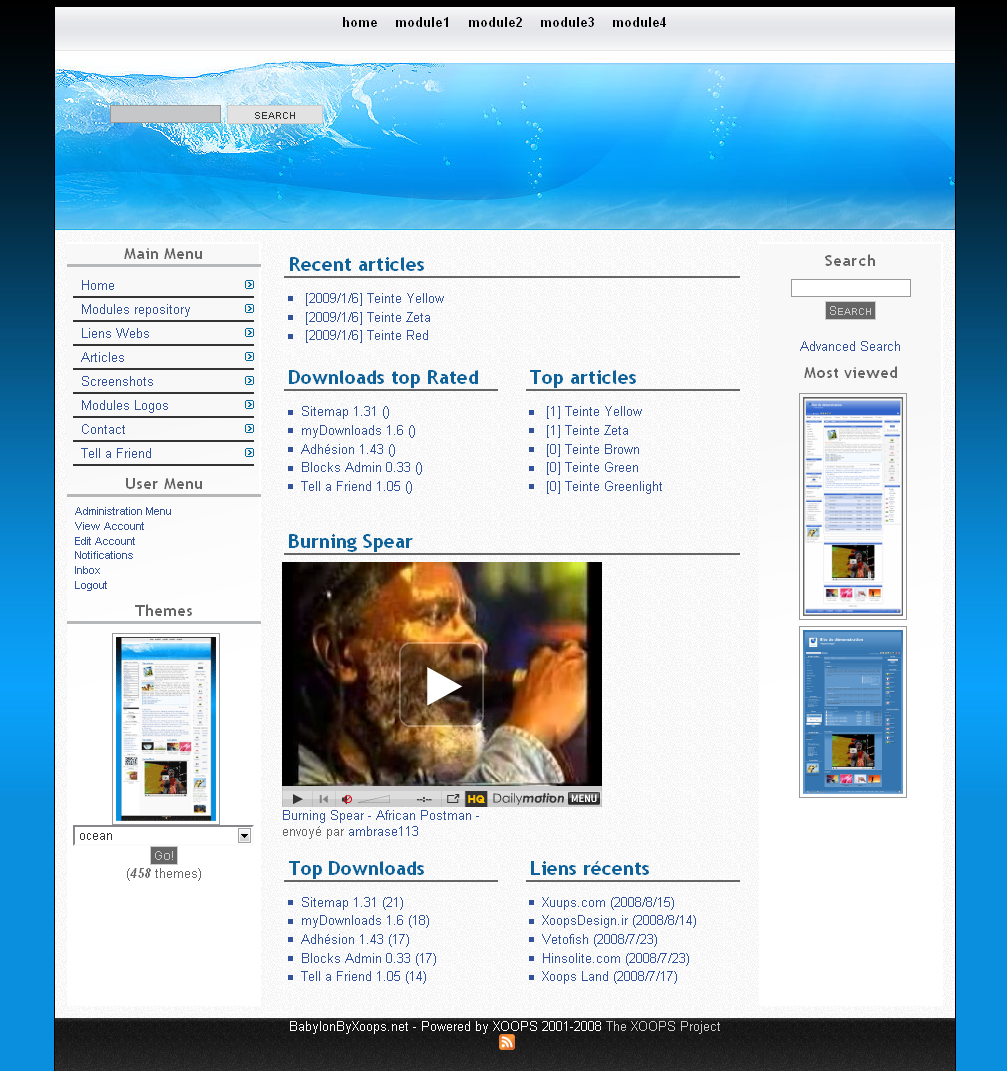 home module1 module2 module3 module4
SEARCH
Main Menu
Home
Modules repository
Liens Webs
Articles
Screenshots
Modules Logos
Contact
Tell a Friend
User Menu
Administration Menu
View Account
Edit Account
Notifications
Inbox
Logout
Themes
ocean
Go!
(458 themes)
Recent articles
[2009/1/6] Teinte Yellow
[2009/1/6] Teinte Zeta
[2009/1/6] Teinte Red
Downloads top Rated
Sitemap 1.31 ()
myDownloads 1.6 ()
Adhésion 1.43 ()
Blocks Admin 0.33 ()
Tell a Friend 1.05 ()
Top articles
[1] Teinte Yellow
[1] Teinte Zeta
[0] Teinte Brown
[0] Teinte Green
[0] Teinte Greenlight
Burning Spear
--:-- HQ Dailymotion MENU
Burning Spear - African Postman -
envoyé par ambrase113
Top Downloads
Sitemap 1.31 (21)
myDownloads 1.6 (18)
Adhésion 1.43 (17)
Blocks Admin 0.33 (17)
Tell a Friend 1.05 (14)
Liens récents
Xuups.com (2008/8/15)
XoopsDesign.ir (2008/8/14)
Vetofish (2008/7/23)
Hinsolite.com (2008/7/23)
Xoops Land (2008/7/17)
Search
SEARCH
Advanced Search
Most viewed
BabylonByXoops.net - Powered by XOOPS 2001-2008 The XOOPS Project